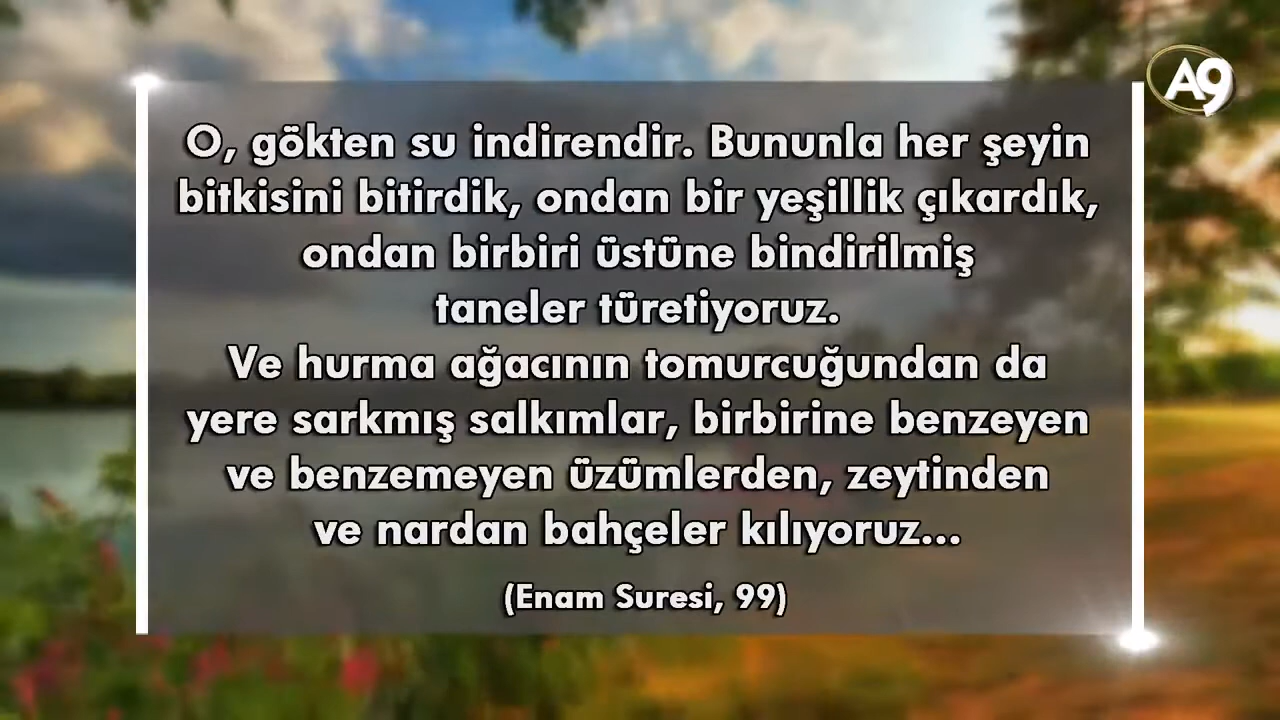 A9
O, gökten su indirendir. Bununla her şeyin
bitkisini bitirdik, ondan bir yeşillik çıkardık,
ondan birbiri üstüne bindirilmiş
taneler türetiyoruz.
Ve hurma ağacının tomurcuğundan da
yere sarkmış salkımlar, birbirine benzeyen
ve benzemeyen üzümlerden, zeytinden
ve nardan bahçeler kılıyoruz...
(Enam Suresi, 99)